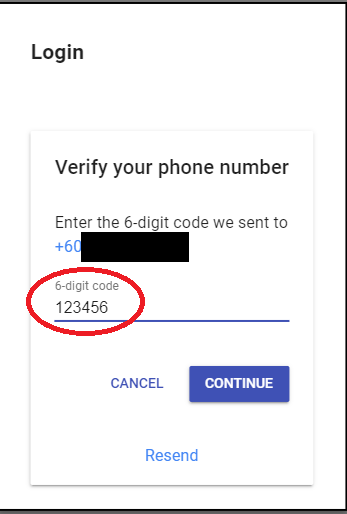 Login
Verify your phone number
Enter the 6-digit code we sent to
+60
6-digit code
123456
CANCEL CONTINUE
Resend